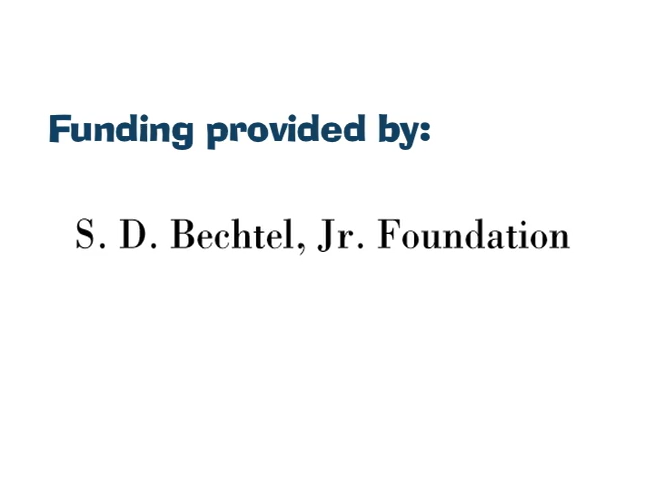 Funding provided by:
S. D. Bechtel, Jr. Foundation